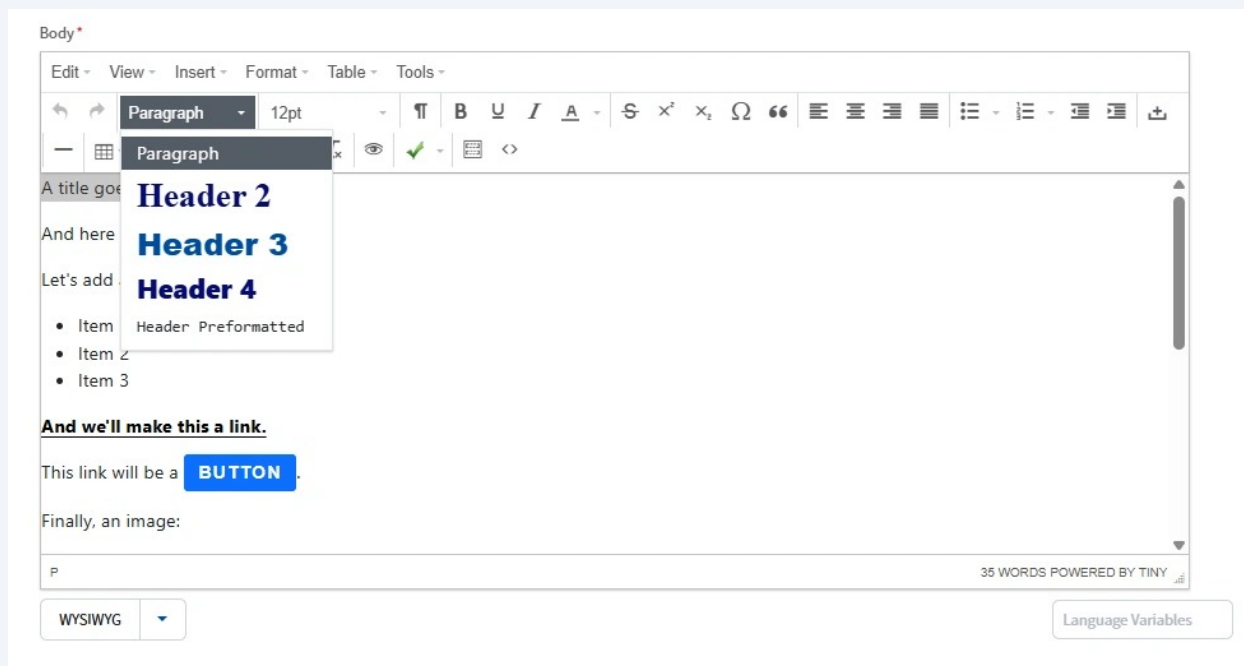 Body*
Edit View Insert Format Table Tools
Paragraph 12pt ¶ B U I A S x² x₂ Ω
Paragraph
A title
Header 2
And here
Header 3
Let's add
Header 4
Item
Header Preformatted
Item 2
Item 3
And we'll make this a link.
This link will be a BUTTON.
Finally, an image:
P 35 WORDS POWERED BY TINY
WYSIWYG Language Variables